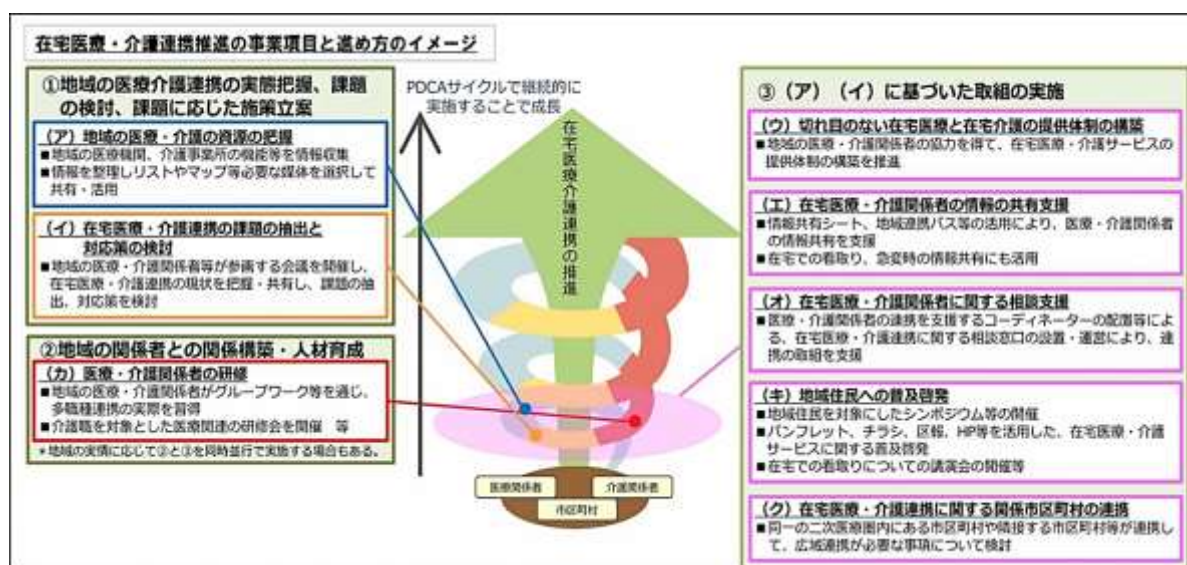 在宅医療・介護連携推進の事業項目と進め方のイメージ
①地域の医療介護連携の実態把握、課題
の検討、課題に応じた施策立案
（ア）地域の医療・介護の資源の把握
■地域の医療機関、介護事業所の機能等を情報収集
■情報を整理しリストやマップ等必要な媒体を選択して
共有・活用
（イ）在宅医療・介護連携の課題の抽出と
対応策の検討
■地域の医療・介護関係者等が参画する会議を開催し、
在宅医療・介護連携の現状を把握・共有し、課題の抽
出、対応策を検討
②地域の関係者との関係構築・人材育成
（カ）医療・介護関係者の研修
■地域の医療・介護関係者がグループワーク等を通じ、
多職種連携の実際を習得
■介護職を対象とした医療関連の研修会を開催　等
＊地域の実情に応じて②と③を同時並行で実施する場合もある。
PDCAサイクルで継続的に
実施することで成長
在宅医療介護連携の推進
医療関係者
介護関係者
市区町村
③（ア）（イ）に基づいた取組の実施
（ウ）切れ目のない在宅医療と在宅介護の提供体制の構築
■地域の医療・介護関係者の協力を得て、在宅医療・介護サービスの
提供体制の構築を推進
（エ）在宅医療・介護関係者の情報の共有支援
■情報共有シート、地域連携パス等の活用により、医療・介護関係者
の情報共有を支援
■在宅での看取り、急変時の情報共有にも活用
（オ）在宅医療・介護関係者に関する相談支援
■医療・介護関係者の連携を支援するコーディネーターの配置等によ
る、在宅医療・介護連携に関する相談窓口の設置・運営により、連
携の取組を支援
（キ）地域住民への普及啓発
■地域住民を対象にしたシンポジウム等の開催
■パンフレット、チラシ、区報、HP等を活用した、在宅医療・介護
サービスに関する普及啓発
■在宅での看取りについての講演会の開催等
（ク）在宅医療・介護連携に関する関係市区町村の連携
■同一の二次医療圏内にある市区町村や隣接する市区町村等が連携し
て、広域連携が必要な事項について検討